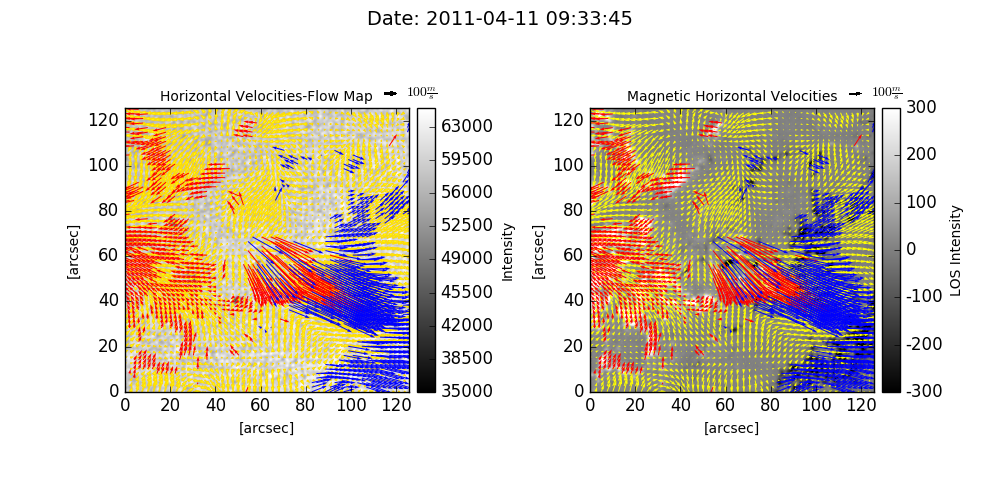 Date: 2011-04-11 09:33:45
Horizontal Velocities-Flow Map
100 m/s
Magnetic Horizontal Velocities
100 m/s
120
100
80
60
40
20
0
0 20 40 60 80 100 120
[arcsec]
[arcsec]
63000
59500
56000
52500
49000
45500
42000
38500
35000
Intensity
120
100
80
60
40
20
0
0 20 40 60 80 100 120
[arcsec]
[arcsec]
300
200
100
0
-100
-200
-300
LOS Intensity